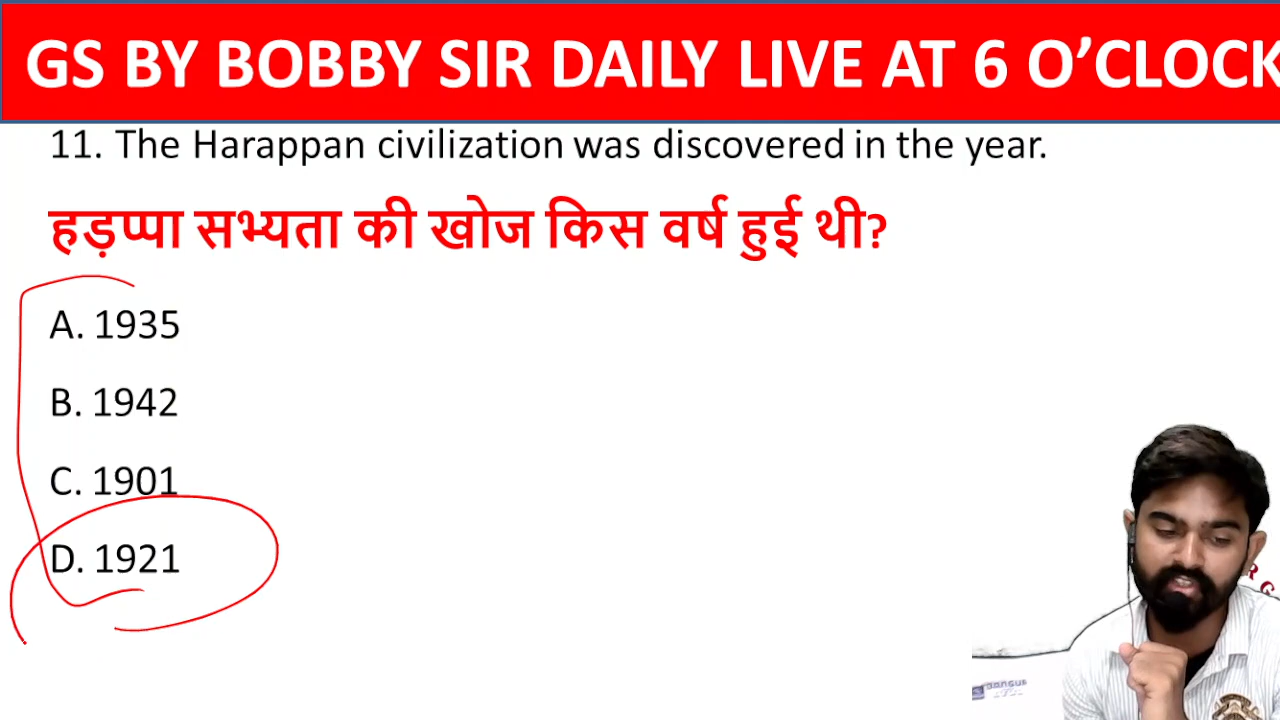 GS BY BOBBY SIR DAILY LIVE AT 6 O’CLOCK
11. The Harappan civilization was discovered in the year.
हड़प्पा सभ्यता की खोज किस वर्ष हुई थी?
A. 1935
B. 1942
C. 1901
D. 1921